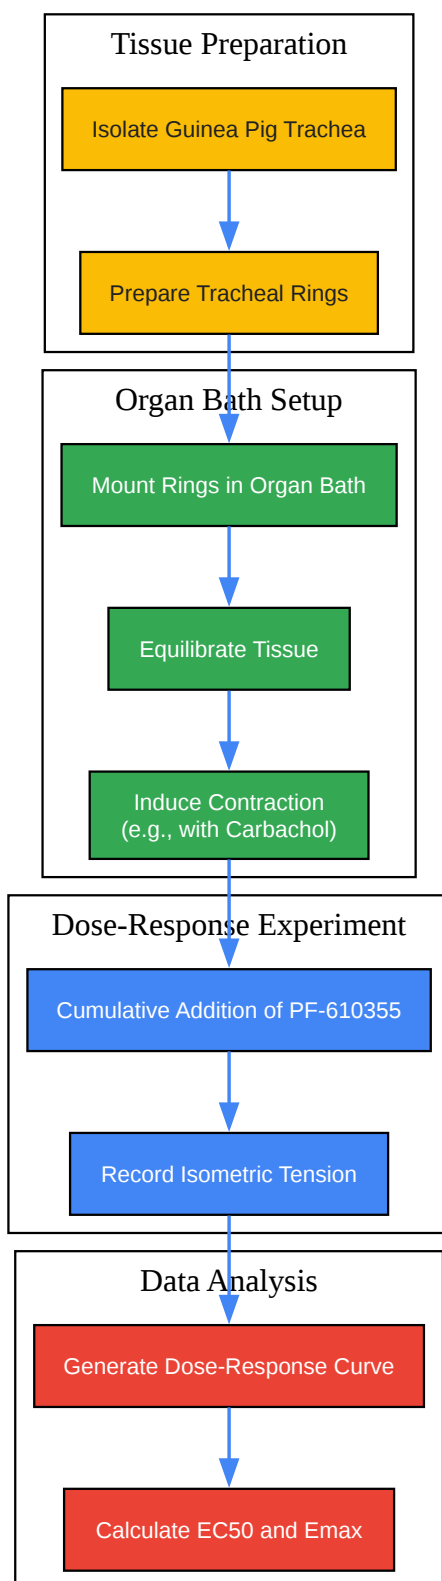 Tissue Preparation
Isolate Guinea Pig Trachea
Prepare Tracheal Rings
Organ Bath Setup
Mount Rings in Organ Bath
Equilibrate Tissue
Induce Contraction
(e.g., with Carbachol)
Dose-Response Experiment
Cumulative Addition of PF-610355
Record Isometric Tension
Data Analysis
Generate Dose-Response Curve
Calculate EC50 and Emax